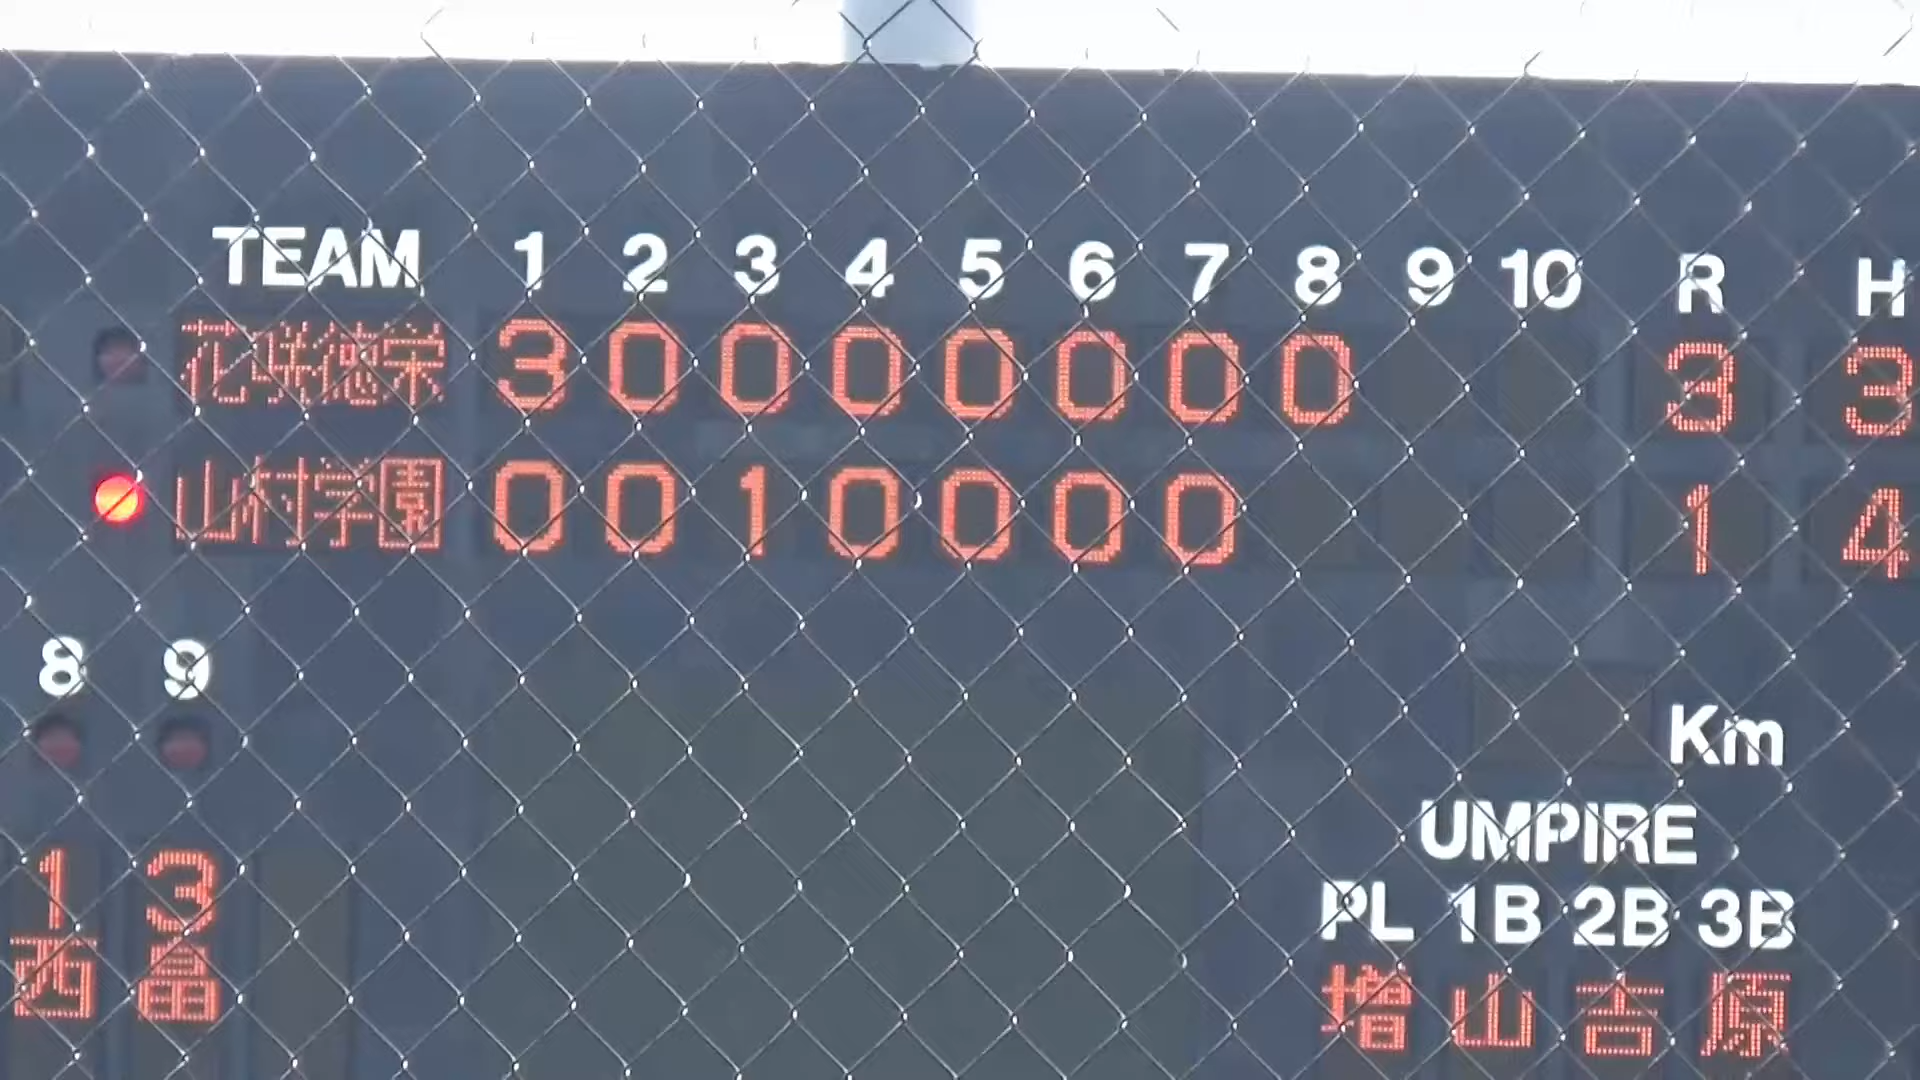 TEAM 1 2 3 4 5 6 7 8 9 10 R H
花咲徳栄 3 0 0 0 0 0 0 0 3 3
山村学園 0 0 1 0 0 0 0 1 4
8 9
Km
UMPIRE
PL 1B 2B 3B
1 3
西 畠
増 山 吉 原